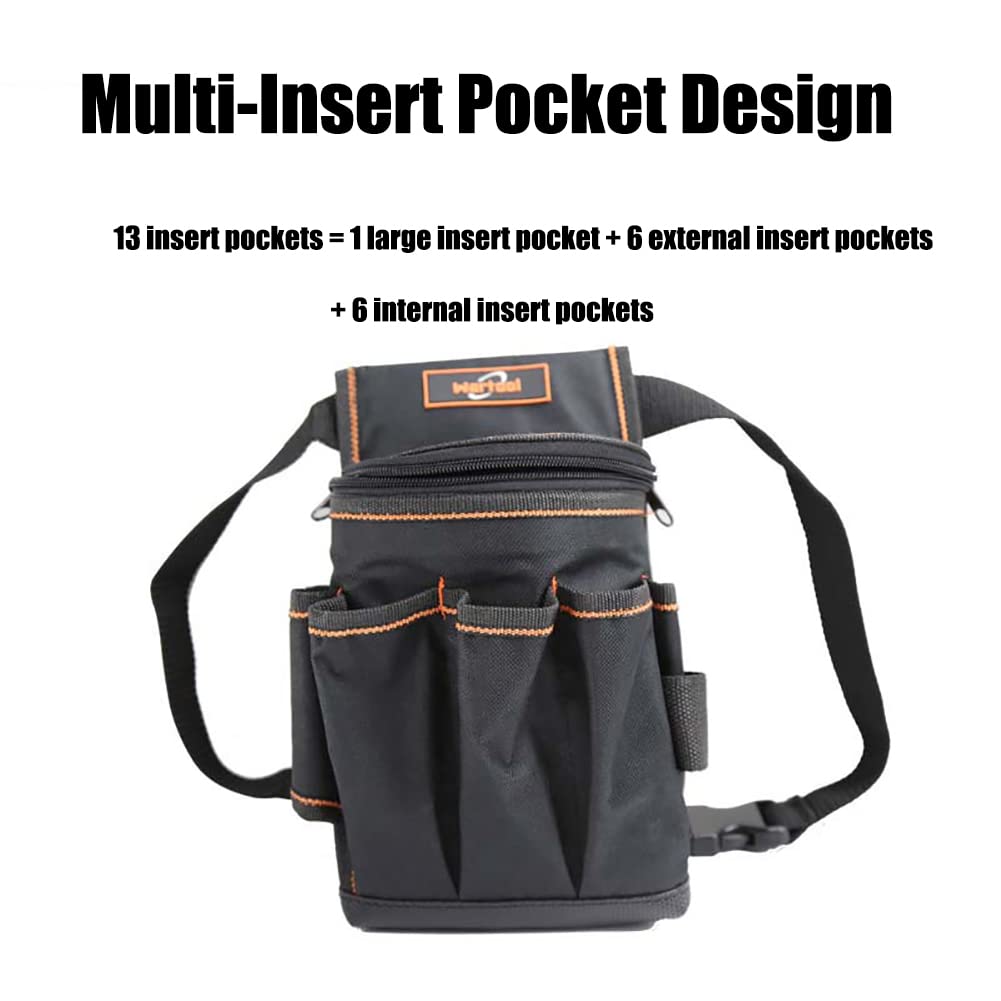 Multi-Insert Pocket Design
13 insert pockets = 1 large insert pocket + 6 external insert pockets
+ 6 internal insert pockets
Wartool